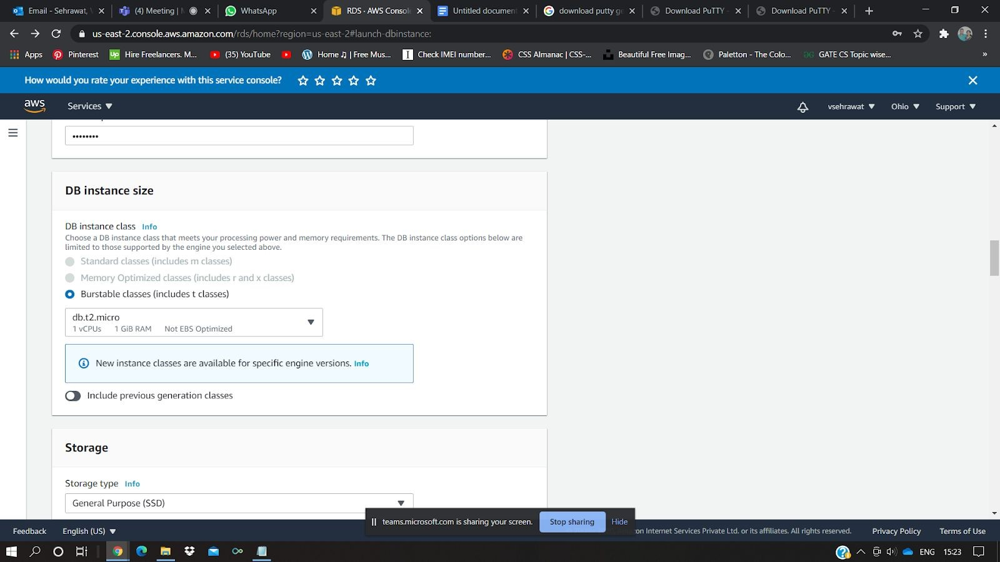 Email - Sehrawat,
(4) Meeting |
WhatsApp
RDS · AWS Console
Untitled document
download putty ge
Download PuTTY -
Download PuTTY -
us-east-2.console.aws.amazon.com/rds/home?region=us-east-2#launch-dbinstance:
Apps
Pinterest
Up
Hire Freelancers. M...
(35) YouTube
Home ♫ | Free Mus...
Check IMEI number...
CSS Almanac | CSS-...
Beautiful Free Imag...
Paletton - The Colo...
GATE CS Topic wise...
»
How would you rate your experience with this service console?
aws
Services
vsehrawat
Ohio
Support
••••••••
DB instance size
DB instance class Info
Choose a DB instance class that meets your processing power and memory requirements. The DB instance class options below are
limited to those supported by the engine you selected above.
Standard classes (includes m classes)
Memory Optimized classes (includes r and x classes)
Burstable classes (includes t classes)
db.t2.micro
1 vCPUs 1 GiB RAM Not EBS Optimized
New instance classes are available for specific engine versions. Info
Include previous generation classes
Storage
Storage type Info
General Purpose (SSD)
teams.microsoft.com is sharing your screen.
Stop sharing
Hide
Feedback
English (US)
on Internet Services Private Ltd. or its affiliates. All rights reserved.
Privacy Policy
Terms of Use
ENG
15:23